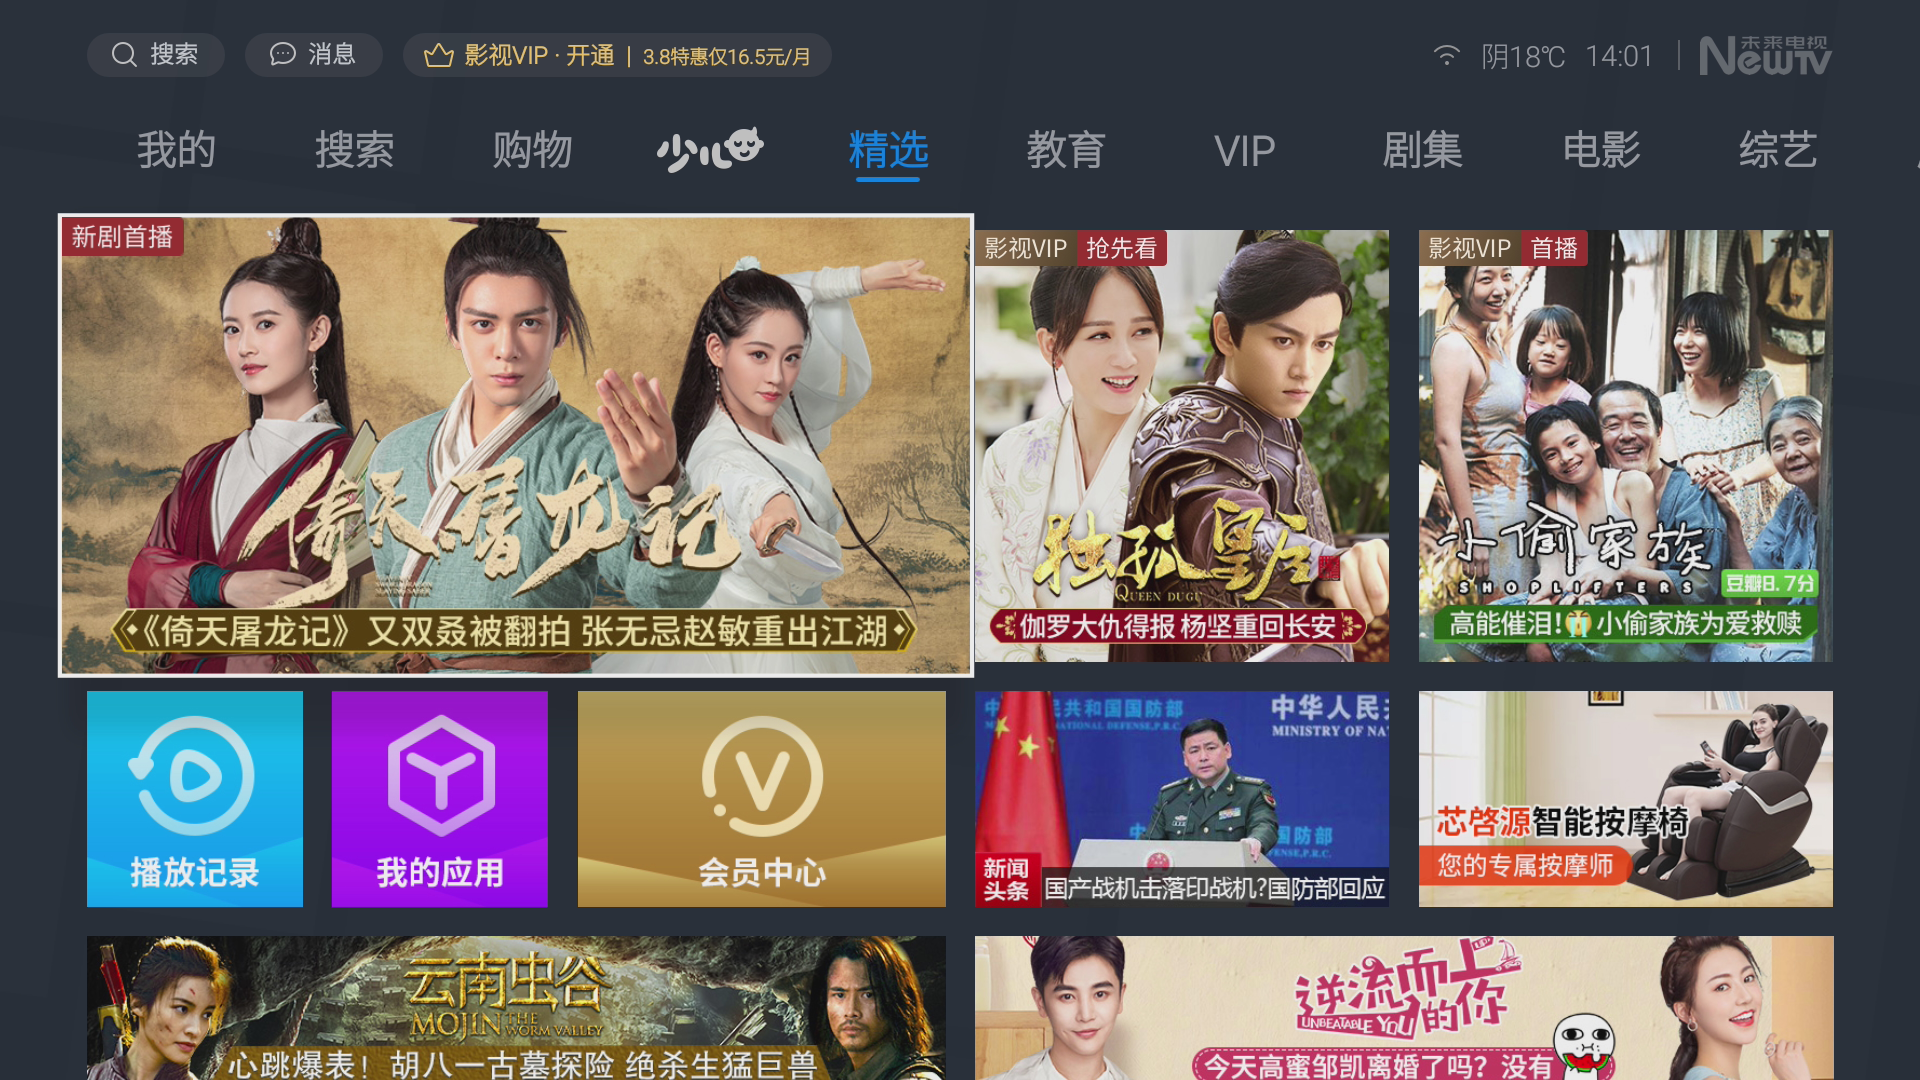 搜索
消息
影视VIP · 开通 | 3.8特惠仅16.5元/月
阴18℃ 14:01
未来电视
NewTV
我的 搜索 购物 少儿 精选 教育 VIP 剧集 电影 综艺
新剧首播
倚天屠龙记
《倚天屠龙记》又双叒被翻拍 张无忌赵敏重出江湖
影视VIP 抢先看
独孤皇后
QUEEN DUGU
伽罗大仇得报 杨坚重回长安
影视VIP 首播
小偷家族
SHOPLIFTERS
豆瓣8.7分
高能催泪!小偷家族为爱救赎
播放记录
我的应用
会员中心
共和国国防部
NATIONAL DEFENSE,P.R.C.
中华人民
MINISTRY OF NA
国防部
新闻头条
国产战机击落印战机?国防部回应
芯启源智能按摩椅
您的专属按摩师
云南虫谷
MOJIN THE WORM VALLEY
心跳爆表！胡八一古墓探险 绝杀生猛巨兽
逆流而上的你
UNBEATABLE YOU
今天高蜜邹凯离婚了吗？没有